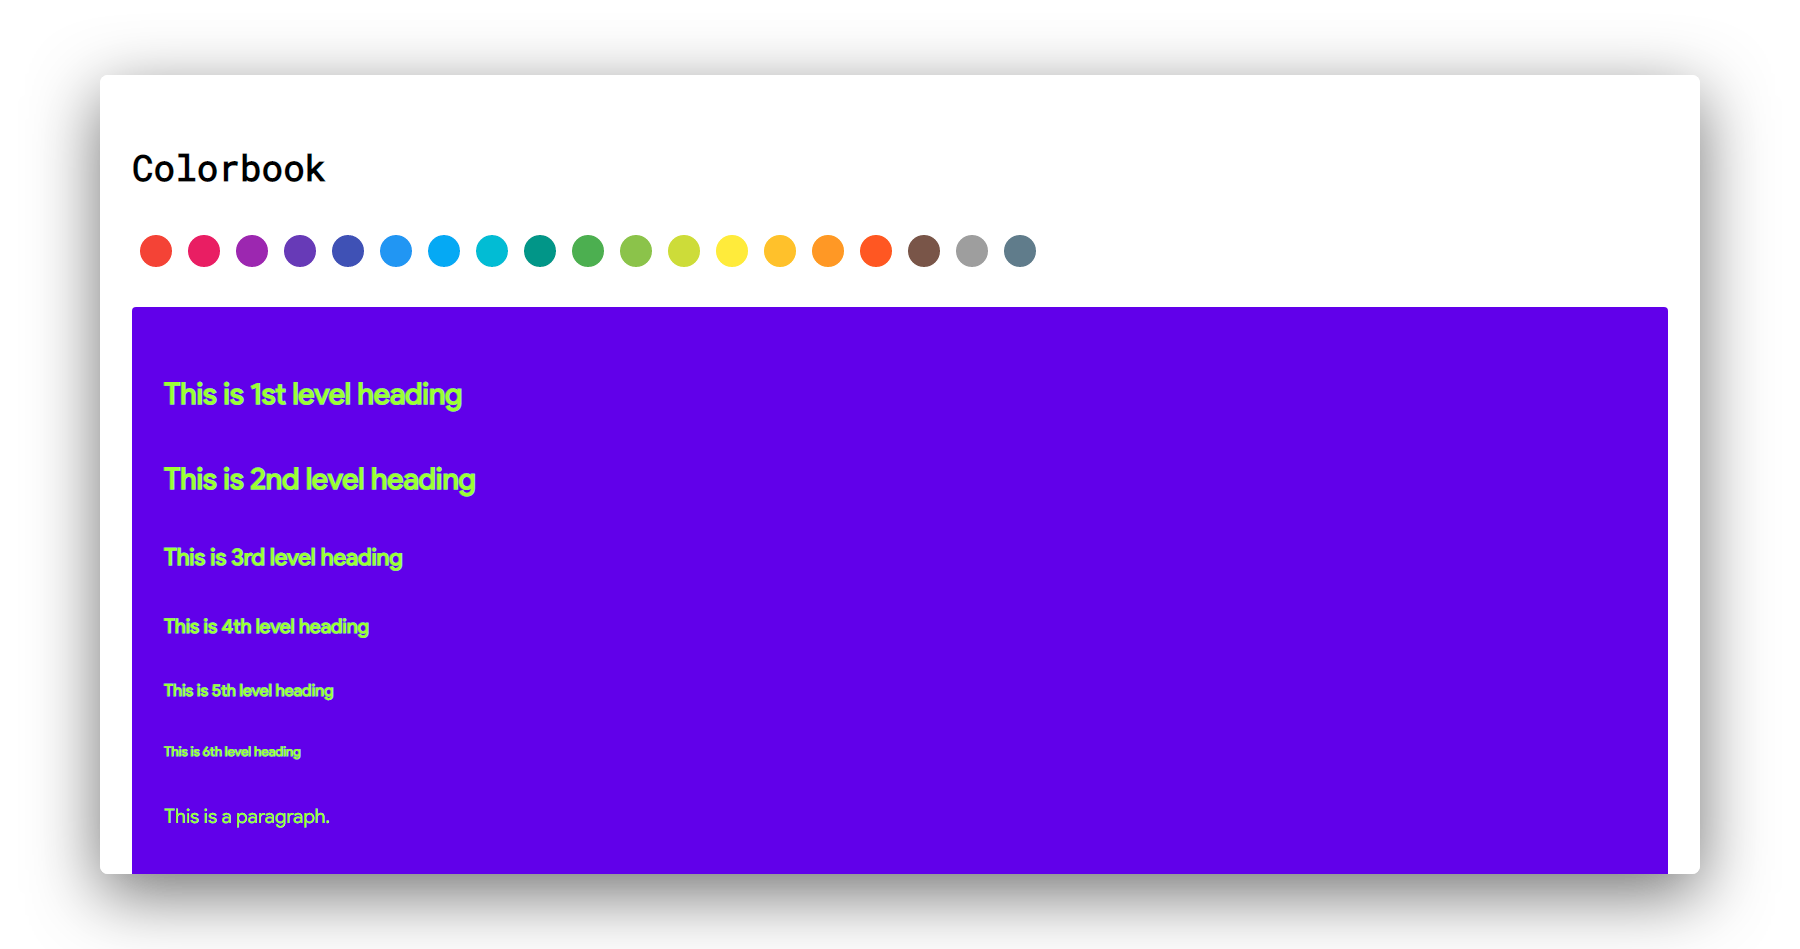 Colorbook
This is 1st level heading
This is 2nd level heading
This is 3rd level heading
This is 4th level heading
This is 5th level heading
This is 6th level heading
This is a paragraph.